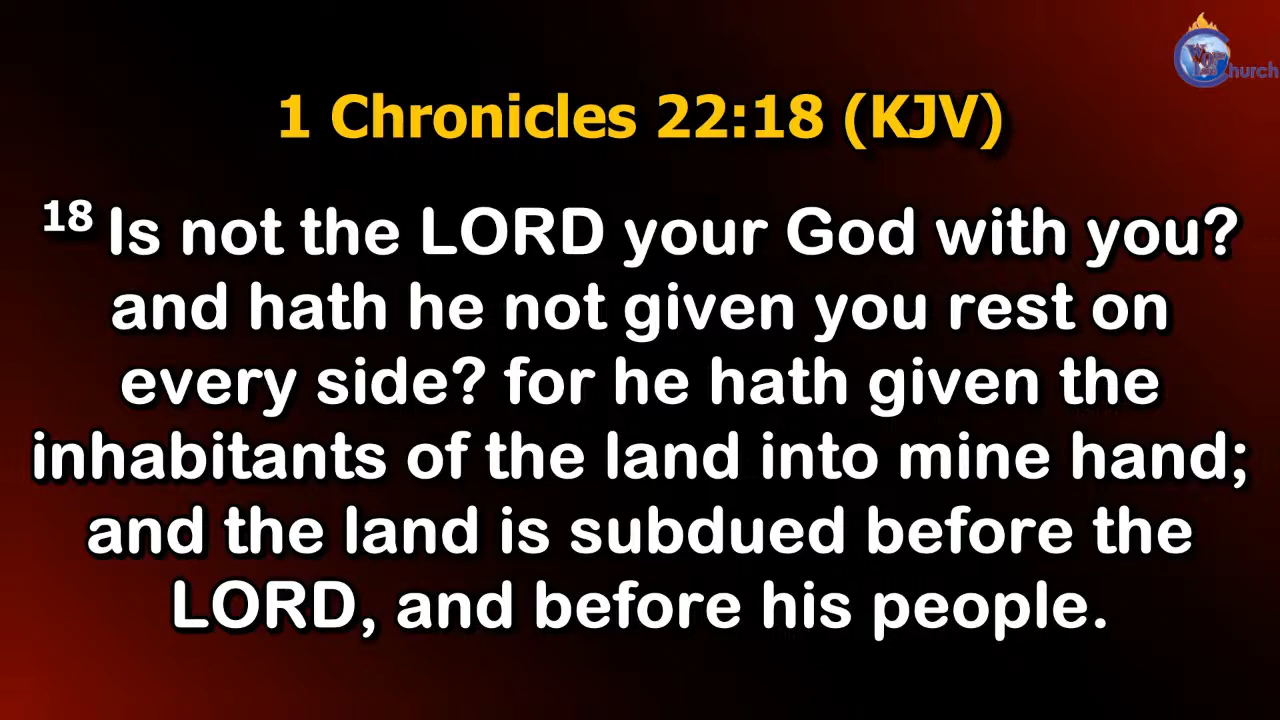 1 Chronicles 22:18 (KJV)
18 Is not the LORD your God with you?
and hath he not given you rest on
every side? for he hath given the
inhabitants of the land into mine hand;
and the land is subdued before the
LORD, and before his people.